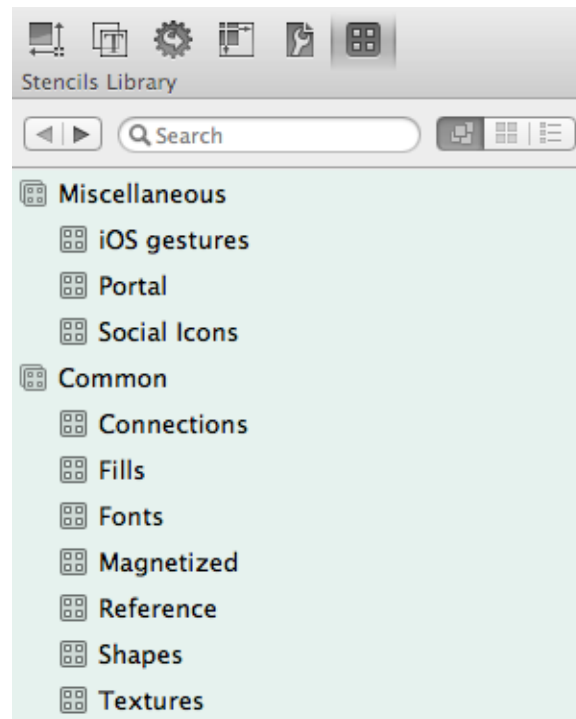 Stencils Library
Search
Miscellaneous
iOS gestures
Portal
Social Icons
Common
Connections
Fills
Fonts
Magnetized
Reference
Shapes
Textures